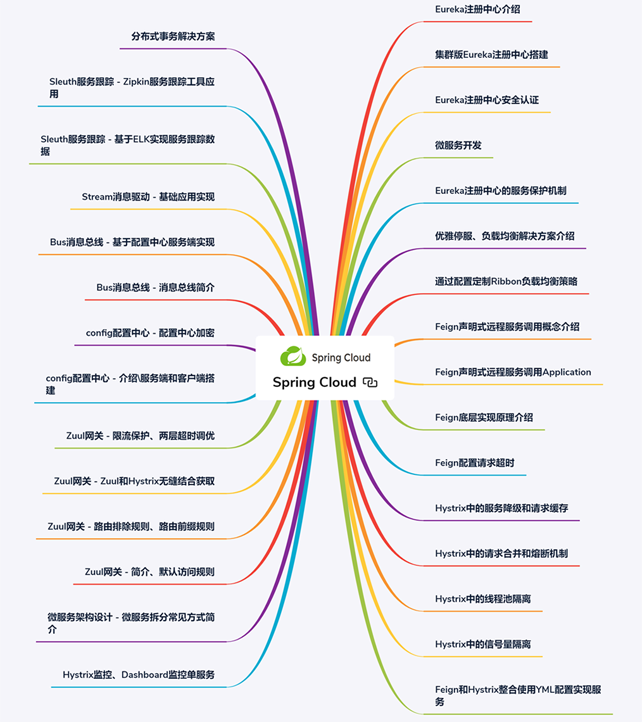 Spring Cloud
Spring Cloud
Eureka注册中心介绍
集群版Eureka注册中心搭建
Eureka注册中心安全认证
微服务开发
Eureka注册中心的服务保护机制
优雅停服、负载均衡解决方案介绍
通过配置定制Ribbon负载均衡策略
Feign声明式远程服务调用概念介绍
Feign声明式远程服务调用Application
Feign底层实现原理介绍
Feign配置请求超时
Hystrix中的服务降级和请求缓存
Hystrix中的请求合并和熔断机制
Hystrix中的线程池隔离
Hystrix中的信号量隔离
Feign和Hystrix整合使用YML配置实现服
务
分布式事务解决方案
Sleuth服务跟踪 - Zipkin服务跟踪工具应
用
Sleuth服务跟踪 - 基于ELK实现服务跟踪数
据
Stream消息驱动 - 基础应用实现
Bus消息总线 - 基于配置中心服务端实现
Bus消息总线 - 消息总线简介
config配置中心 - 配置中心加密
config配置中心 - 介绍\服务端和客户端搭
建
Zuul网关 - 限流保护、两层超时调优
Zuul网关 - Zuul和Hystrix无缝结合获取
Zuul网关 - 路由排除规则、路由前缀规则
Zuul网关 - 简介、默认访问规则
微服务架构设计 - 微服务拆分常见方式简
介
Hystrix监控、Dashboard监控单服务